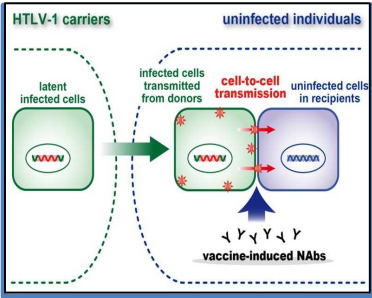 HTLV-1 carriers
uninfected individuals
latent
infected cells
infected cells
transmitted
from donors
cell-to-cell
transmission
uninfected cells
in recipients
vaccine-induced NAbs